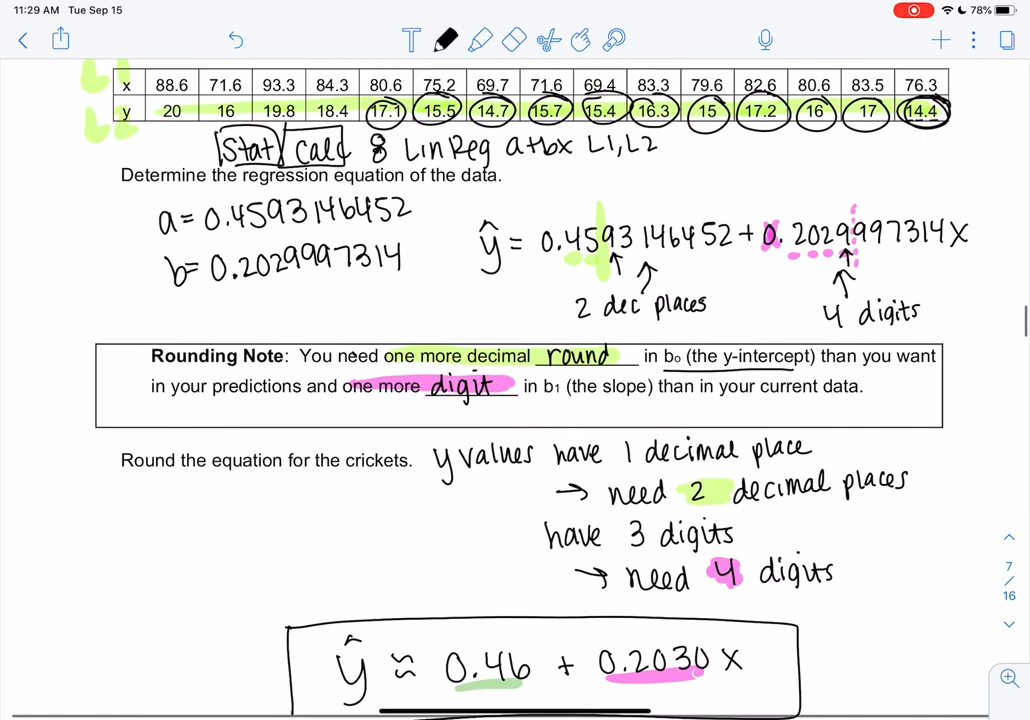 11:29 AM Tue Sep 15
78%
L1 x 88.6 71.6 93.3 84.3 80.6 75.2 69.7 71.6 69.4 83.3 79.6 82.6 80.6 83.5 76.3
L2 y 20 16 19.8 18.4 17.1 15.5 14.7 15.7 15.4 16.3 15 17.2 16 17 14.4
Stat Calc 8 LinReg a+bx L1, L2
Determine the regression equation of the data.
a = 0.4593146452
b = 0.2029997314
ŷ = 0.4593146452 + 0.2029997314x
2 dec places
4 digits
Rounding Note: You need one more decimal round in b₀ (the y-intercept) than you want
in your predictions and one more digit in b₁ (the slope) than in your current data.
Round the equation for the crickets.
y values have 1 decimal place
→ need 2 decimal places
have 3 digits
→ need 4 digits
7
/
16
ŷ ≈ 0.46 + 0.2030x